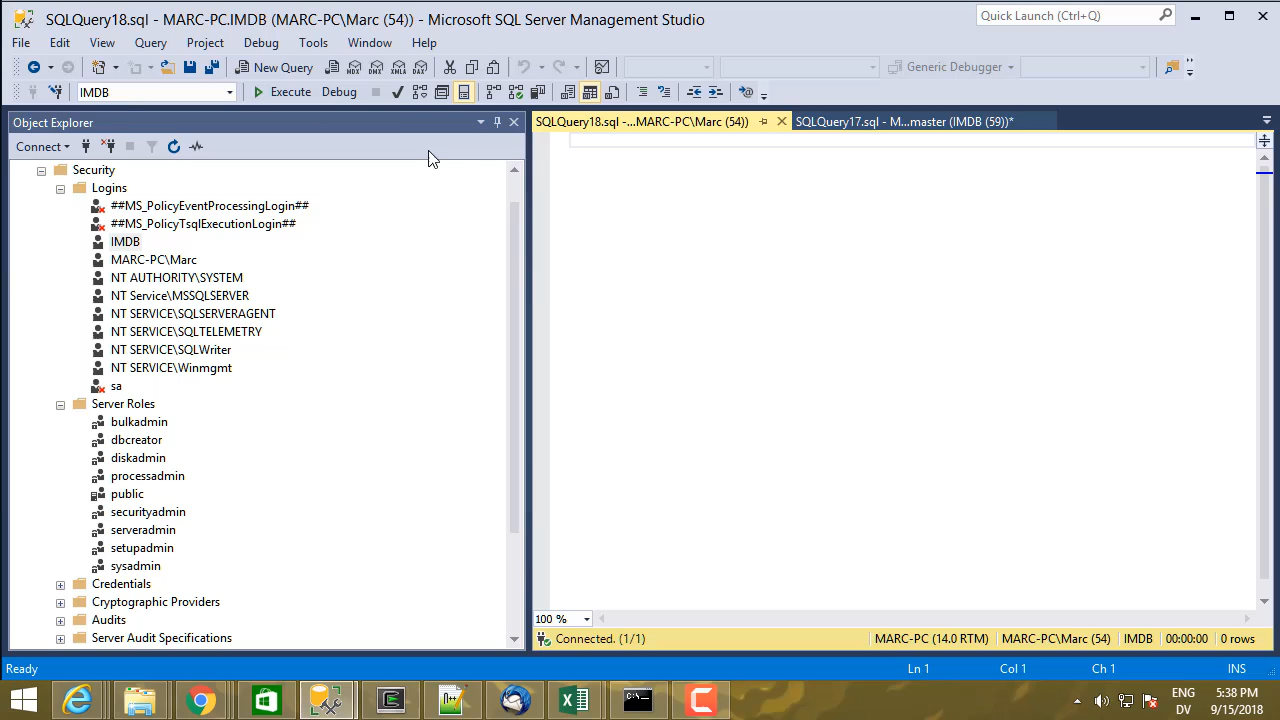 SQLQuery18.sql - MARC-PC.IMDB (MARC-PC\Marc (54)) - Microsoft SQL Server Management Studio
Quick Launch (Ctrl+Q)
File Edit View Query Project Debug Tools Window Help
New Query MDX DMX XMLA DAX Generic Debugger
IMDB Execute Debug
Object Explorer
SQLQuery18.sql -...MARC-PC\Marc (54))
SQLQuery17.sql - M...master (IMDB (59))*
Connect
Security
Logins
##MS_PolicyEventProcessingLogin##
##MS_PolicyTsqlExecutionLogin##
IMDB
MARC-PC\Marc
NT AUTHORITY\SYSTEM
NT Service\MSSQLSERVER
NT SERVICE\SQLSERVERAGENT
NT SERVICE\SQLTELEMETRY
NT SERVICE\SQLWriter
NT SERVICE\Winmgmt
sa
Server Roles
bulkadmin
dbcreator
diskadmin
processadmin
public
securityadmin
serveradmin
setupadmin
sysadmin
Credentials
Cryptographic Providers
Audits
Server Audit Specifications
100 %
Connected. (1/1) MARC-PC (14.0 RTM) MARC-PC\Marc (54) IMDB 00:00:00 0 rows
Ready Ln 1 Col 1 Ch 1 INS
ENG 5:38 PM
DV 9/15/2018